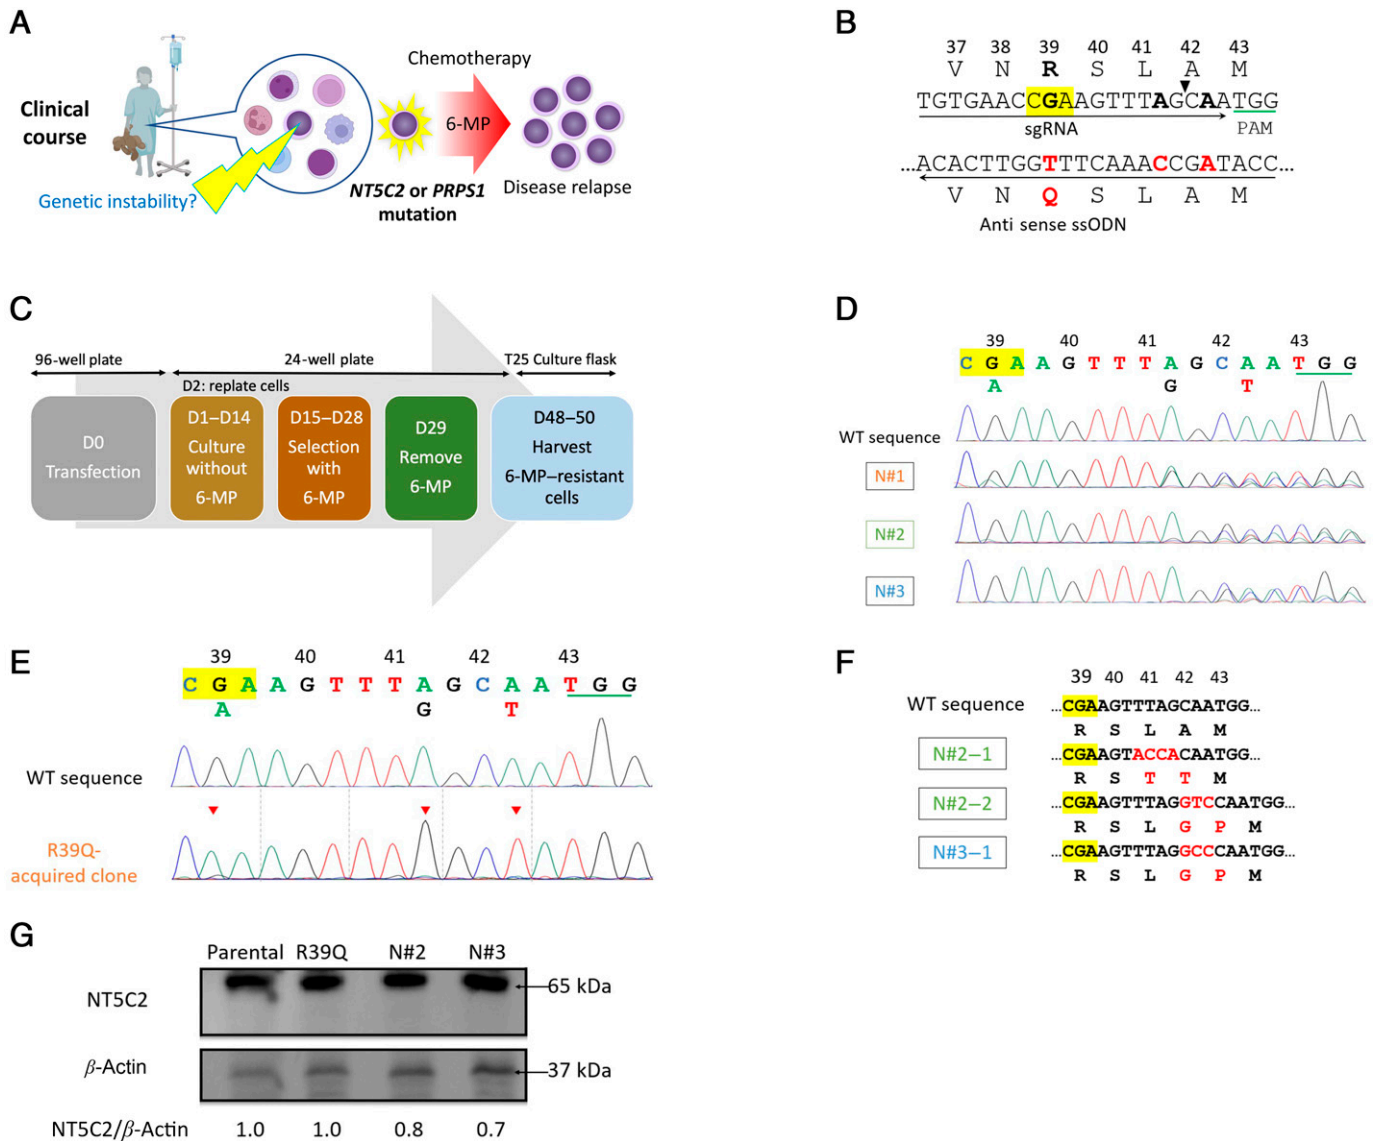 A
Clinical
course
Genetic instability?
Chemotherapy
6-MP
NT5C2 or PRPS1
mutation
Disease relapse
B
37 38 39 40 41 42 43
V N R S L A M
TGTGAACCGAAGTTTAGCAATGG
sgRNA
PAM
...ACACTTGGTTTCAAACCGATACC...
V N Q S L A M
Anti sense ssODN
C
96-well plate
24-well plate
T25 Culture flask
D2: replate cells
D0
Transfection
D1–D14
Culture
without
6-MP
D15–D28
Selection
with
6-MP
D29
Remove
6-MP
D48–50
Harvest
6-MP–resistant
cells
D
39 40 41 42 43
C G A A G T T T A G C A A T G G
A G T
WT sequence
N#1
N#2
N#3
E
39 40 41 42 43
C G A A G T T T A G C A A T G G
A G T
WT sequence
R39Q-
acquired clone
F
39 40 41 42 43
WT sequence
...CGAAGTTTAGCAATGG...
R S L A M
N#2–1
...CGAAGTACCACAATGG...
R S T T M
N#2–2
...CGAAGTTTAGGTCCAATGG...
R S L G P M
N#3–1
...CGAAGTTTAGGCCCAATGG...
R S L G P M
G
Parental R39Q N#2 N#3
NT5C2
65 kDa
β-Actin
37 kDa
NT5C2/β-Actin 1.0 1.0 0.8 0.7